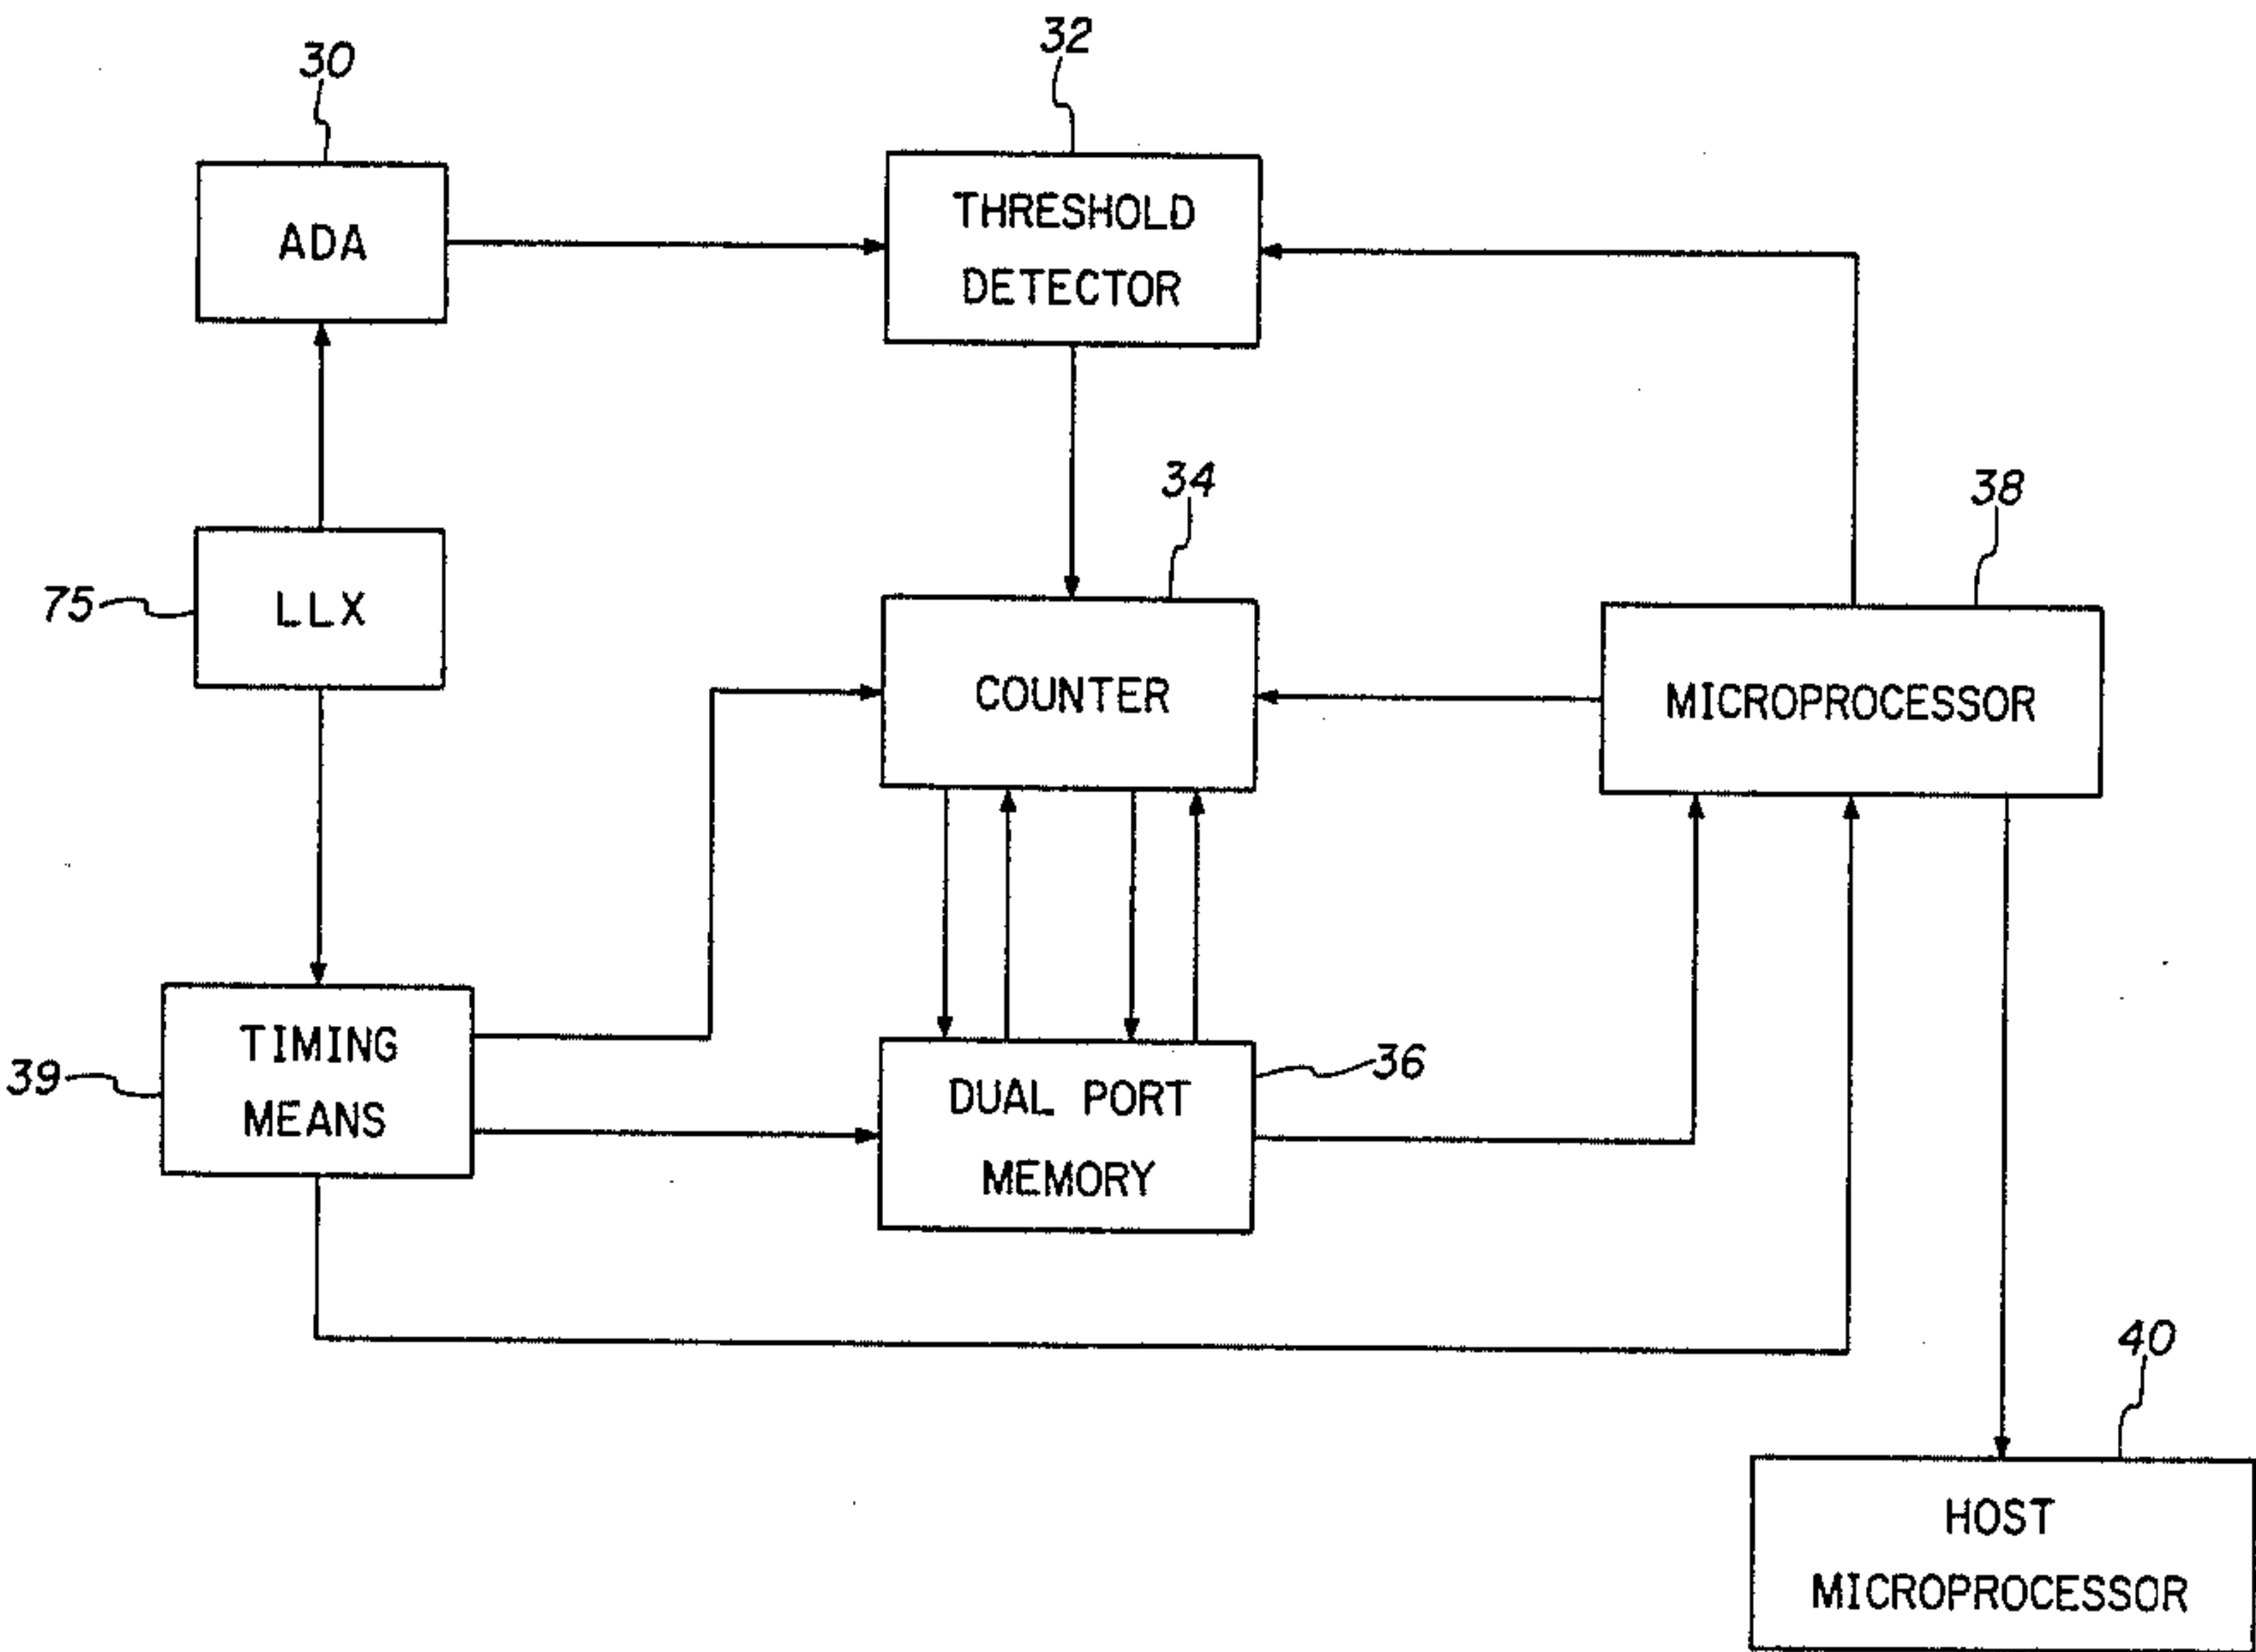 30
32
ADA
THRESHOLD
DETECTOR
34
38
75
LLX
COUNTER
MICROPROCESSOR
39
TIMING
MEANS
36
DUAL PORT
MEMORY
40
HOST
MICROPROCESSOR